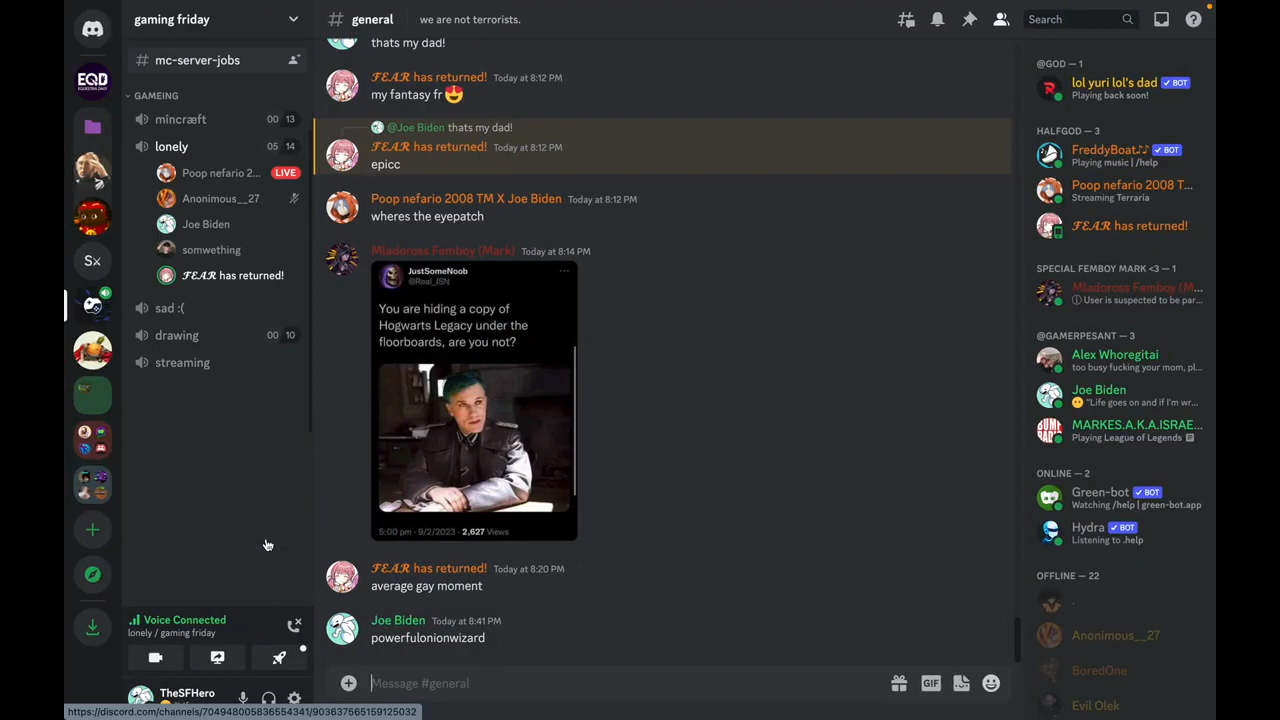 gaming friday
# general
we are not terrorists.
Search
# mc-server-jobs
GAMEING
mincræft 00 13
lonely 05 14
Poop nefario 2... LIVE
Anonimous__27
Joe Biden
somwething
FEAR has returned!
sad :(
drawing 00 10
streaming
Voice Connected
lonely / gaming friday
TheSFHero
https://discord.com/channels/704948005836554341/903637565159125032
EQD
EQUESTRIA DAILY
Sx
thats my dad!
FEAR has returned! Today at 8:12 PM
my fantasy fr 😍
@Joe Biden thats my dad!
FEAR has returned! Today at 8:12 PM
epicc
Poop nefario 2008 TM X Joe Biden Today at 8:12 PM
wheres the eyepatch
Mladoross Femboy (Mark) Today at 8:14 PM
JustSomeNoob
@Real_JSN
You are hiding a copy of
Hogwarts Legacy under the
floorboards, are you not?
5:00 pm · 9/2/2023 · 2,627 Views
FEAR has returned! Today at 8:20 PM
average gay moment
Joe Biden Today at 8:41 PM
powerfulonionwizard
Message #general
GIF
@GOD — 1
lol yuri lol's dad ✓ BOT
Playing back soon!
HALFGOD — 3
FreddyBoat♪♪ ✓ BOT
Playing music | /help
Poop nefario 2008 T...
Streaming Terraria
FEAR has returned!
SPECIAL FEMBOY MARK <3 — 1
Mladoross Femboy (M...
ⓘ User is suspected to be par...
@GAMERPESANT — 3
Alex Whoregitai
too busy fucking your mom, pl...
Joe Biden
"Life goes on and if I'm wr...
MARKES.A.K.A.ISRAE...
Playing League of Legends
ONLINE — 2
Green-bot ✓ BOT
Watching /help | green-bot.app
Hydra ✓ BOT
Listening to .help
OFFLINE — 22
.
Anonimous__27
BoredOne
Evil Olek